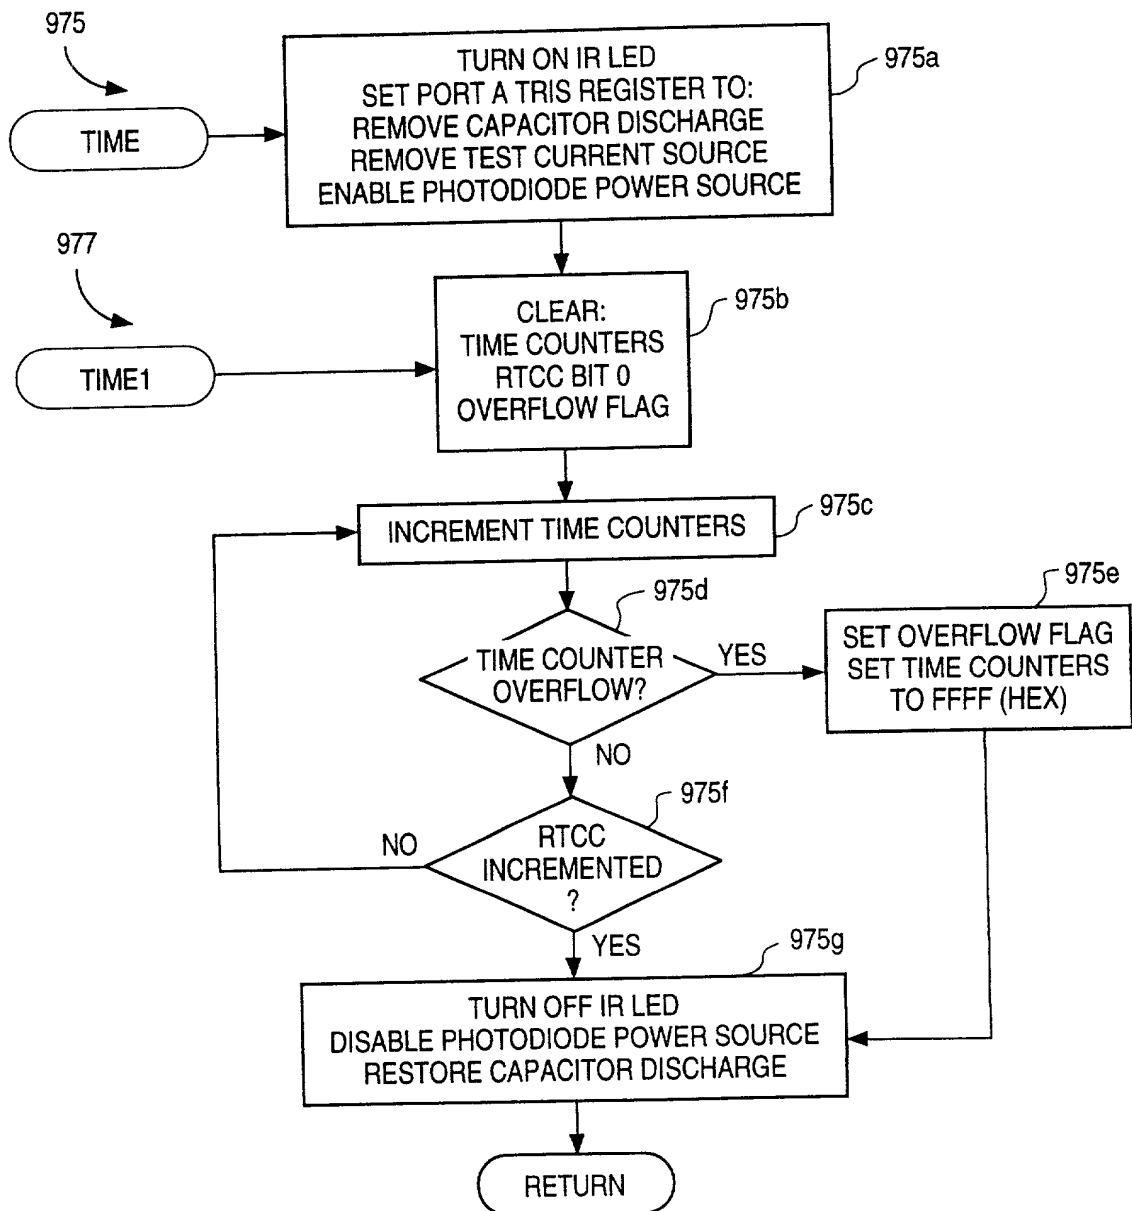 975
TIME
TURN ON IR LED
SET PORT A TRIS REGISTER TO:
REMOVE CAPACITOR DISCHARGE
REMOVE TEST CURRENT SOURCE
ENABLE PHOTODIODE POWER SOURCE
975a
977
TIME1
CLEAR:
TIME COUNTERS
RTCC BIT 0
OVERFLOW FLAG
975b
INCREMENT TIME COUNTERS
975c
975d
TIME COUNTER
OVERFLOW?
YES
NO
975e
SET OVERFLOW FLAG
SET TIME COUNTERS
TO FFFF (HEX)
975f
RTCC
INCREMENTED
?
NO
YES
975g
TURN OFF IR LED
DISABLE PHOTODIODE POWER SOURCE
RESTORE CAPACITOR DISCHARGE
RETURN